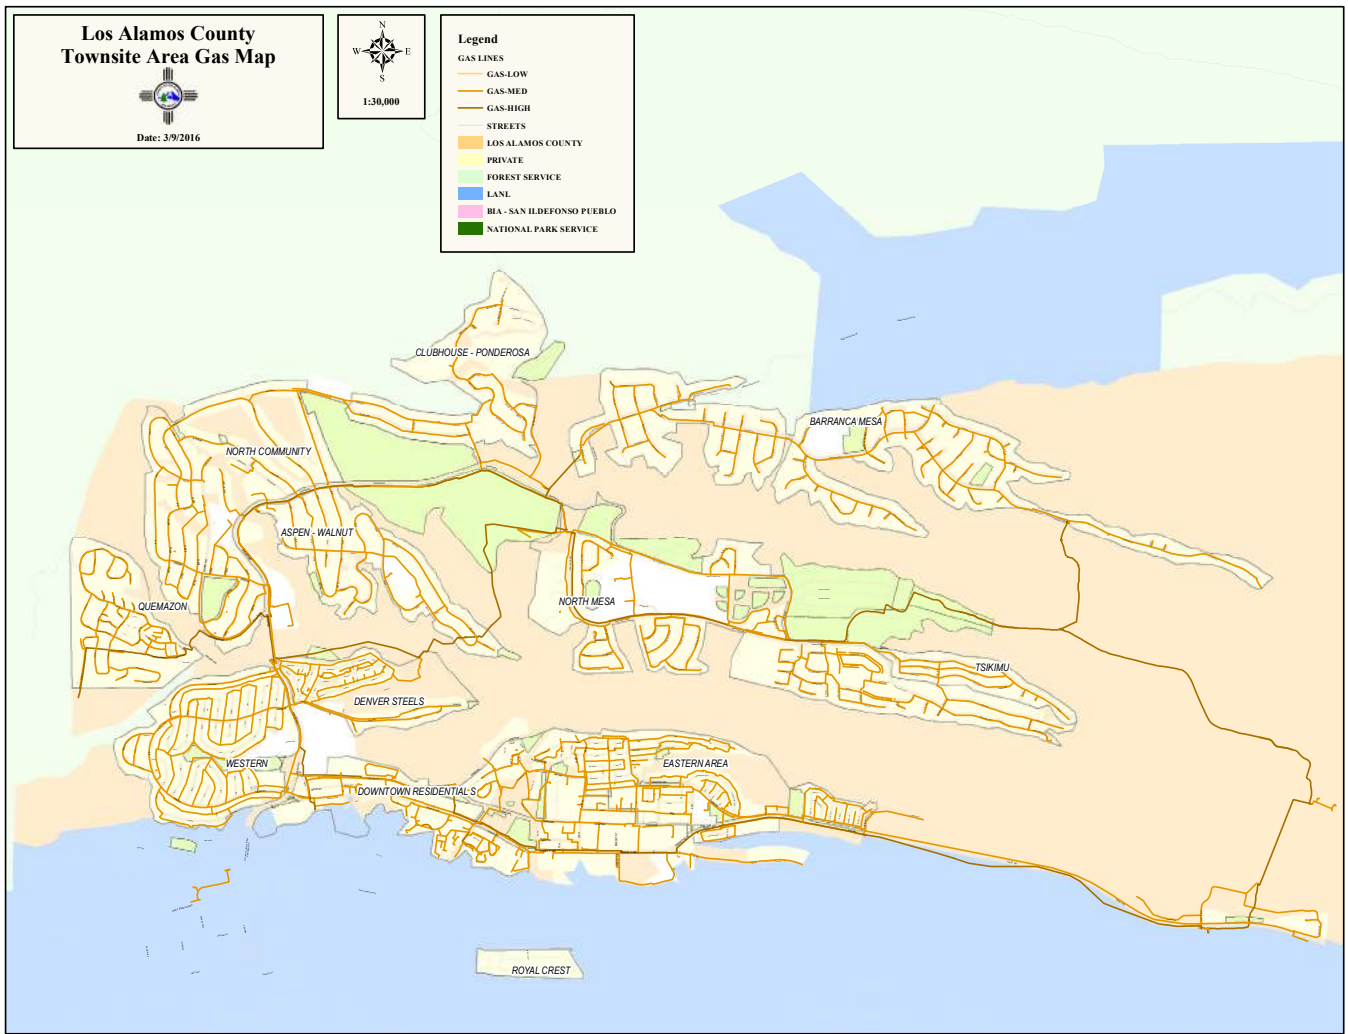 Los Alamos County
Townsite Area Gas Map
Date: 3/9/2016
N
W
E
S
1:30,000
Legend
GAS LINES
GAS-LOW
GAS-MED
GAS-HIGH
STREETS
LOS ALAMOS COUNTY
PRIVATE
FOREST SERVICE
LANL
BIA - SAN ILDEFONSO PUEBLO
NATIONAL PARK SERVICE
CLUBHOUSE - PONDEROSA
BARRANCA MESA
NORTH COMMUNITY
ASPEN - WALNUT
QUEMAZON
NORTH MESA
TSIKIMU
DENVER STEELS
WESTERN
EASTERN AREA
DOWNTOWN RESIDENTIALS
ROYAL CREST